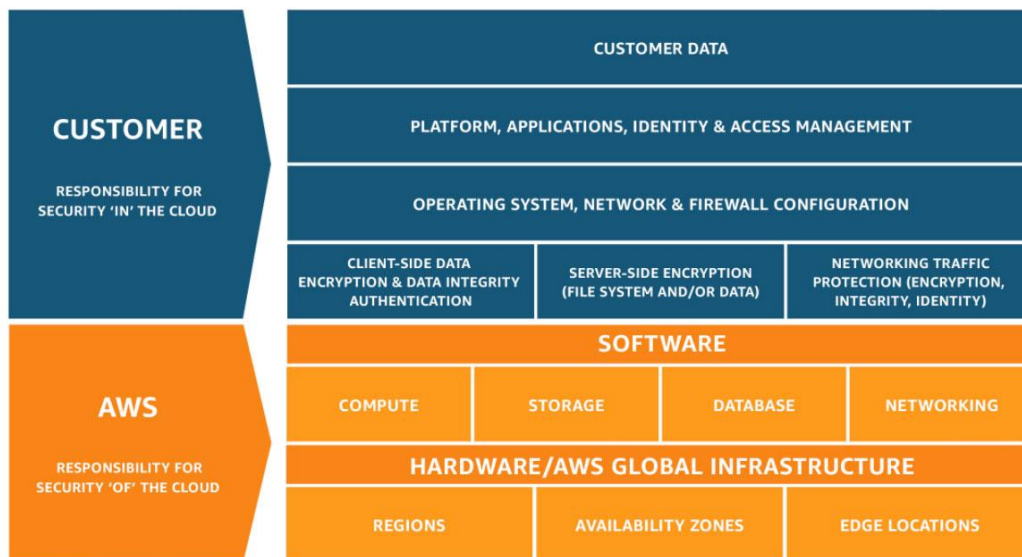 CUSTOMER
RESPONSIBILITY FOR
SECURITY ‘IN’ THE CLOUD
CUSTOMER DATA
PLATFORM, APPLICATIONS, IDENTITY & ACCESS MANAGEMENT
OPERATING SYSTEM, NETWORK & FIREWALL CONFIGURATION
CLIENT-SIDE DATA
ENCRYPTION & DATA INTEGRITY
AUTHENTICATION
SERVER-SIDE ENCRYPTION
(FILE SYSTEM AND/OR DATA)
NETWORKING TRAFFIC
PROTECTION (ENCRYPTION,
INTEGRITY, IDENTITY)
AWS
RESPONSIBILITY FOR
SECURITY ‘OF’ THE CLOUD
SOFTWARE
COMPUTE
STORAGE
DATABASE
NETWORKING
HARDWARE/AWS GLOBAL INFRASTRUCTURE
REGIONS
AVAILABILITY ZONES
EDGE LOCATIONS